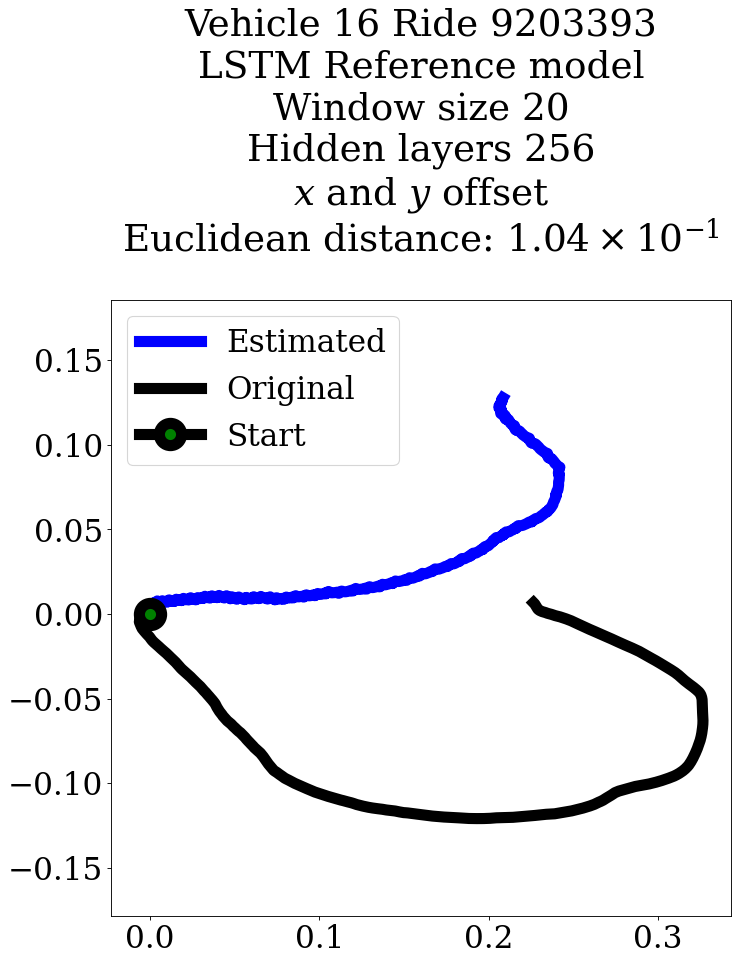 Vehicle 16 Ride 9203393
LSTM Reference model
Window size 20
Hidden layers 256
x and y offset
Euclidean distance: 1.04 × 10⁻¹
Estimated
Original
Start
0.15
0.10
0.05
0.00
−0.05
−0.10
−0.15
0.0 0.1 0.2 0.3